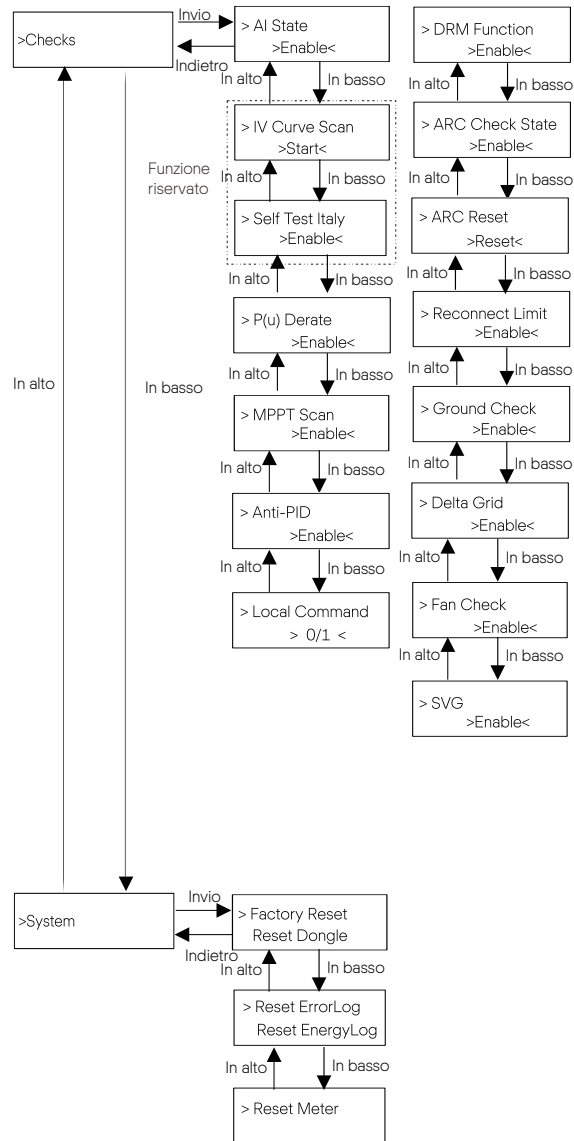 >Checks
Invio
Indietro
> AI State
>Enable<
In alto
In basso
> IV Curve Scan
>Start<
Funzione
riservato
In alto
In basso
> Self Test Italy
>Enable<
In alto
In basso
> P(u) Derate
>Enable<
In alto
In basso
> MPPT Scan
>Enable<
In alto
In basso
> Anti-PID
>Enable<
In alto
In basso
> Local Command
> 0/1 <
> DRM Function
>Enable<
In alto
In basso
> ARC Check State
>Enable<
In alto
In basso
> ARC Reset
>Reset<
In alto
In basso
> Reconnect Limit
>Enable<
In alto
In basso
> Ground Check
>Enable<
In alto
In basso
> Delta Grid
>Enable<
In alto
In basso
> Fan Check
>Enable<
In alto
In basso
> SVG
>Enable<
In alto
In basso
>System
Invio
Indietro
> Factory Reset
Reset Dongle
In alto
In basso
> Reset ErrorLog
Reset EnergyLog
In alto
In basso
> Reset Meter